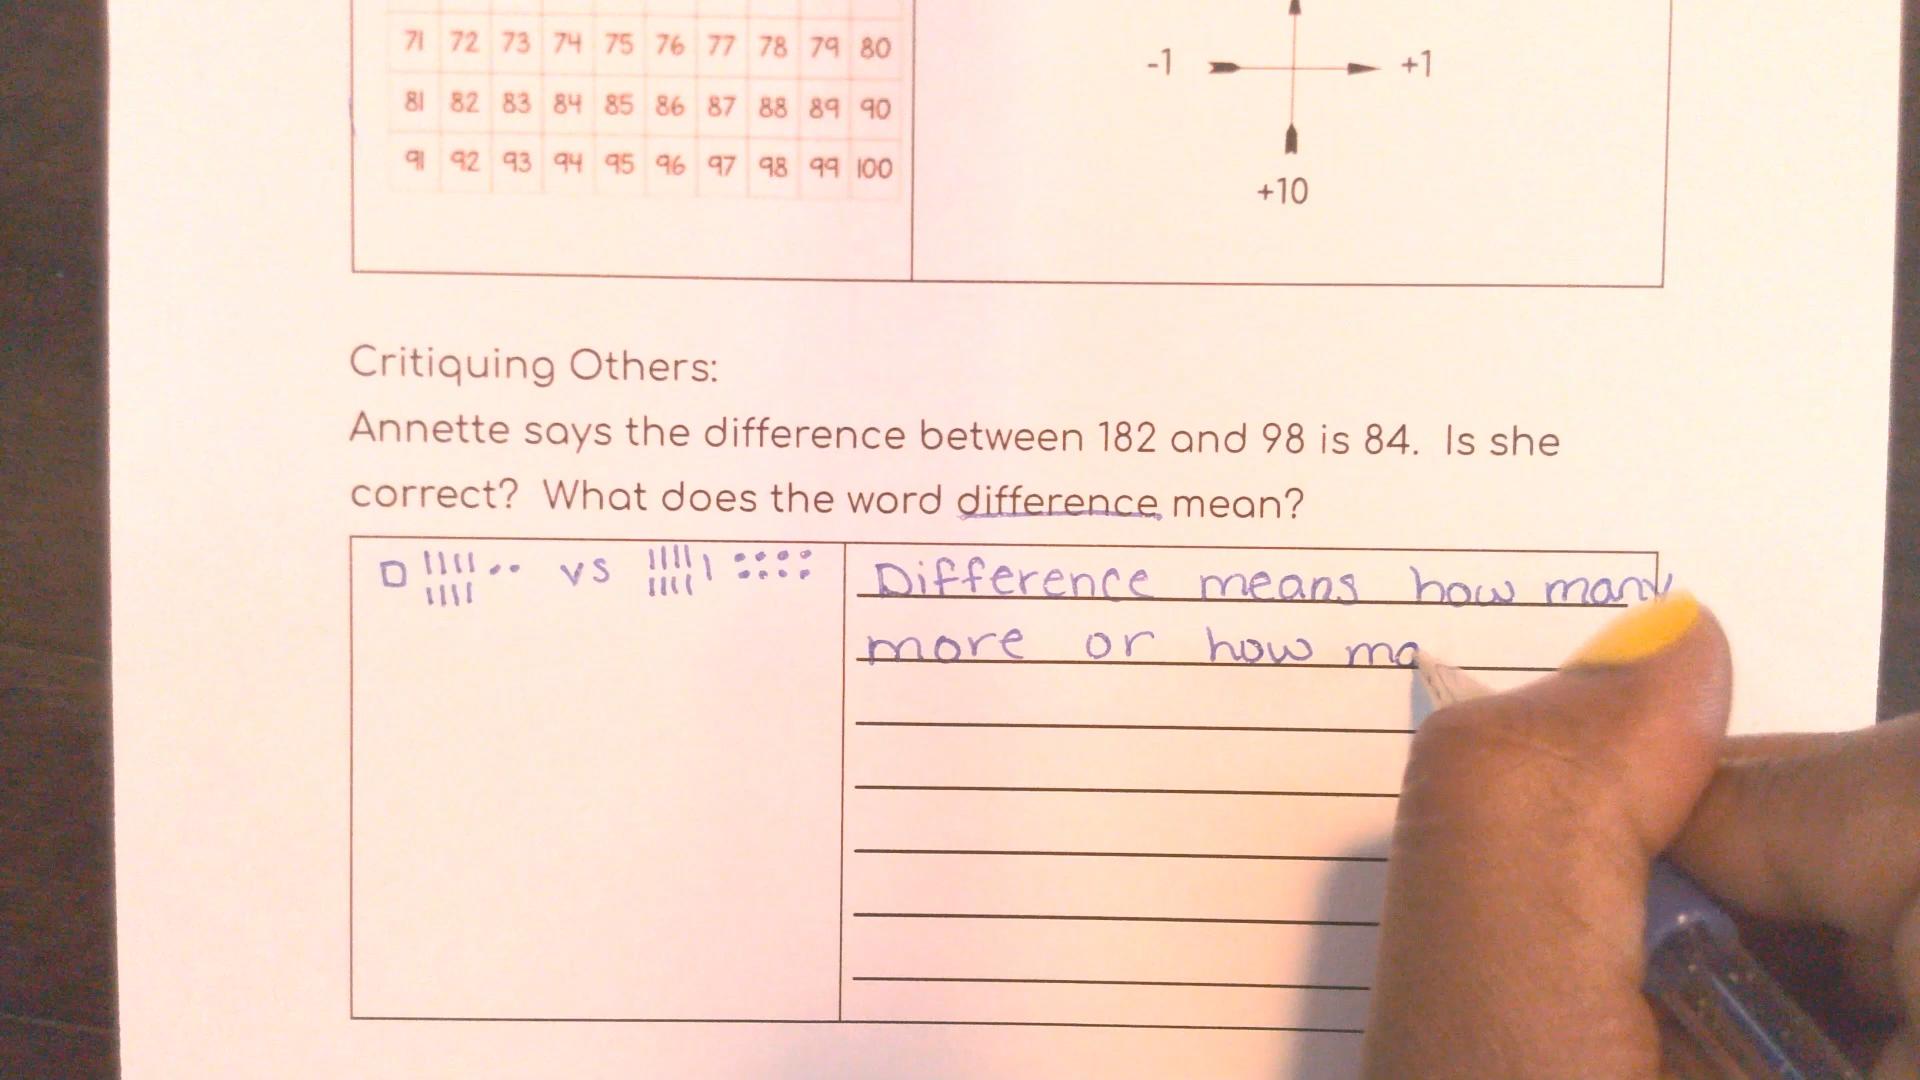 71 72 73 74 75 76 77 78 79 80
81 82 83 84 85 86 87 88 89 90
91 92 93 94 95 96 97 98 99 100
-1 +1
+10
Critiquing Others:
Annette says the difference between 182 and 98 is 84. Is she
correct? What does the word difference mean?
vs
Difference means how many
more or how ma